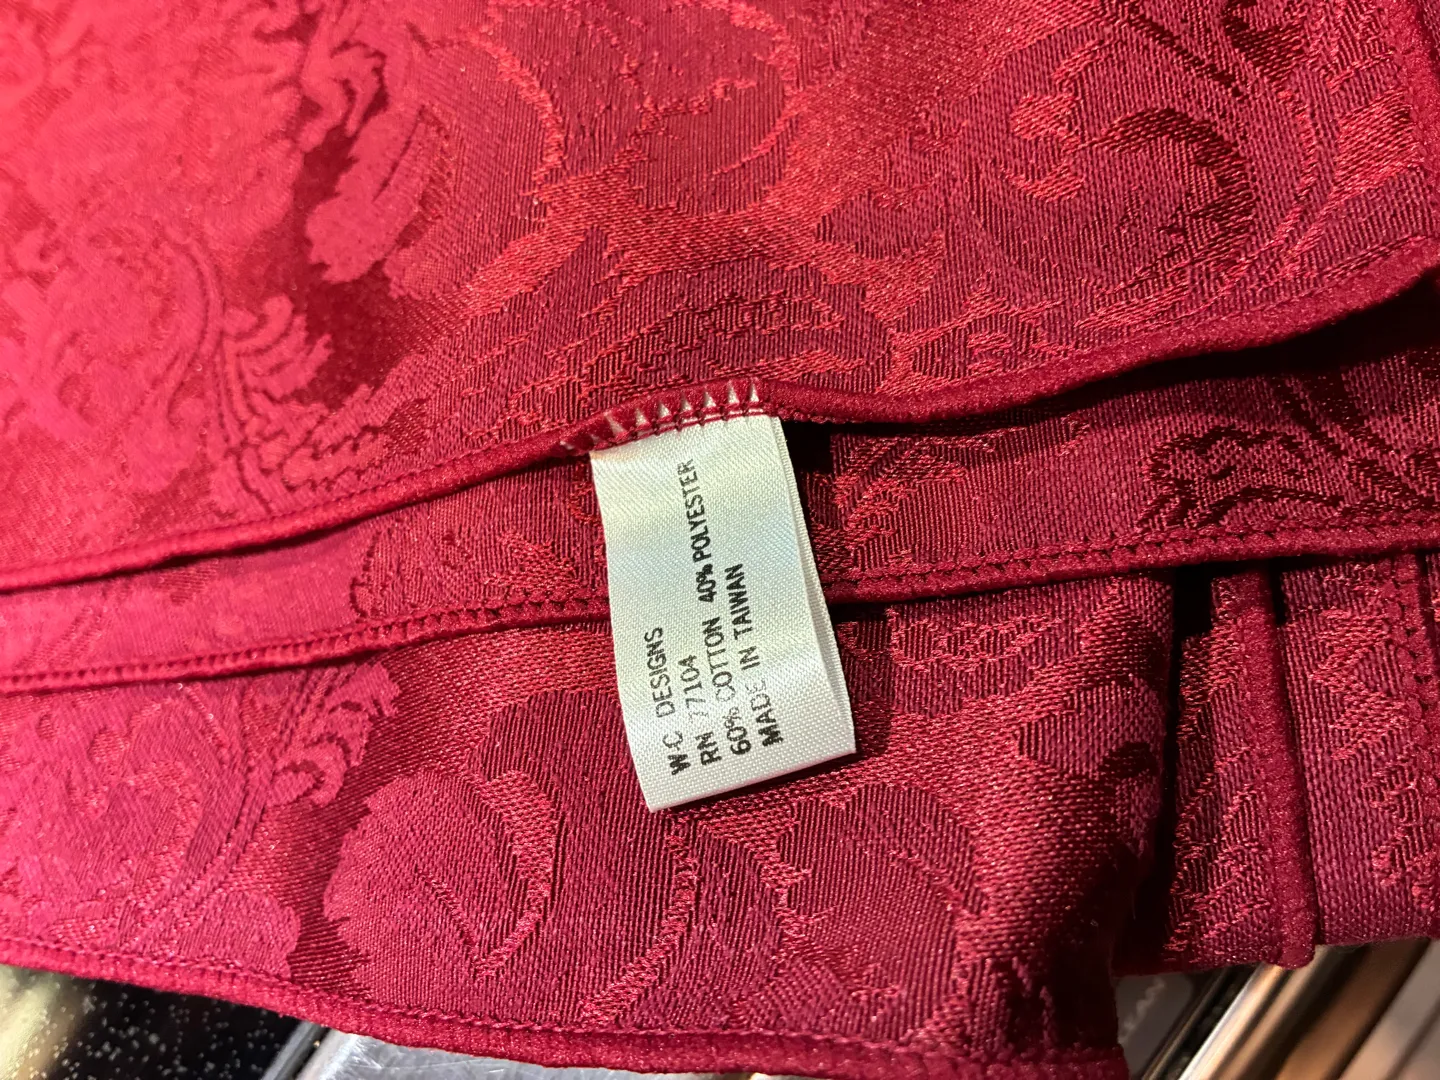 W-C DESIGNS
RN 77104
60% COTTON 40% POLYESTER
MADE IN TAIWAN